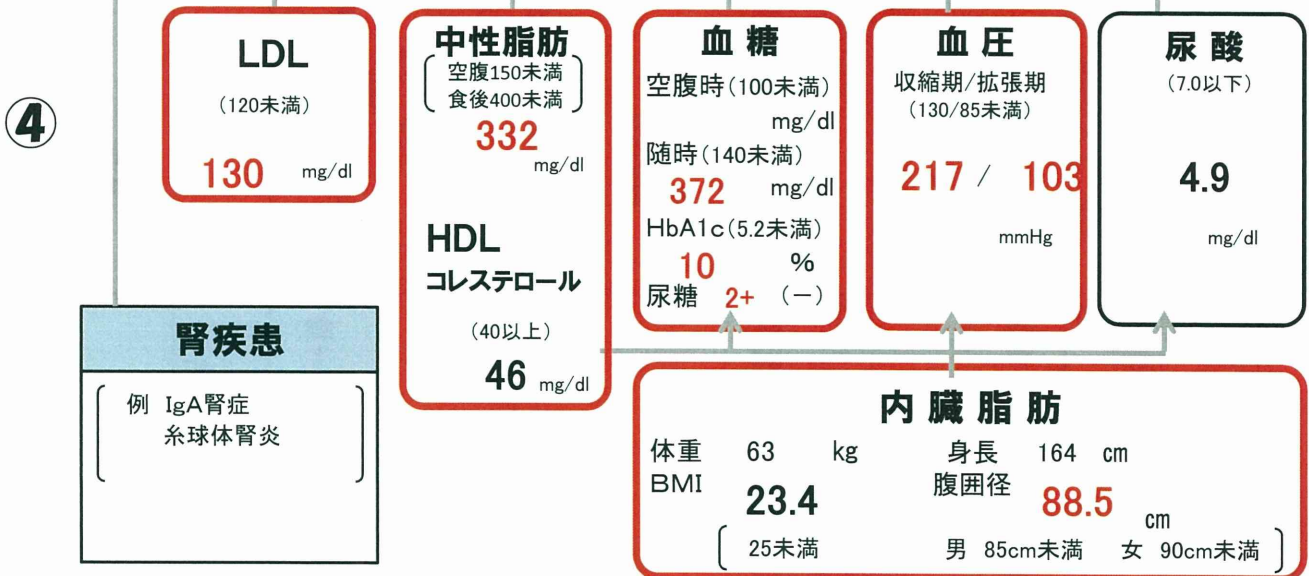 ④
LDL
(120未満)
130 mg/dl
中性脂肪
空腹150未満
食後400未満
332
mg/dl
HDL
コレステロール
(40以上)
46 mg/dl
血糖
空腹時(100未満)
mg/dl
随時(140未満)
372 mg/dl
HbA1c(5.2未満)
10 %
尿糖 2+ (－)
血圧
収縮期/拡張期
(130/85未満)
217 / 103
mmHg
尿酸
(7.0以下)
4.9
mg/dl
腎疾患
例 IgA腎症
糸球体腎炎
内臓脂肪
体重 63 kg 身長 164 cm
BMI 23.4 腹囲径 88.5 cm
25未満 男 85cm未満 女 90cm未満